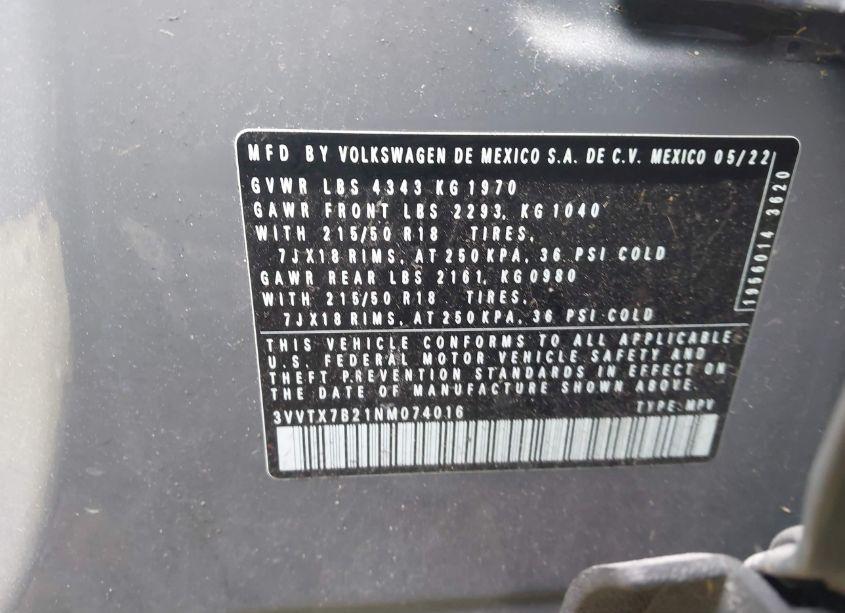 MFD BY VOLKSWAGEN DE MEXICO S.A. DE C.V. MEXICO 05/22
GVWR LBS 4343 KG 1970
GAWR FRONT LBS 2293, KG 1040
WITH 215/50 R18 TIRES,
7JX18 RIMS, AT 250 KPA, 36 PSI COLD
GAWR REAR LBS 2161, KG 0980
WITH 215/50 R18 TIRES,
7JX18 RIMS, AT 250 KPA, 36 PSI COLD
1956014 3620
THIS VEHICLE CONFORMS TO ALL APPLICABLE
U.S. FEDERAL MOTOR VEHICLE SAFETY AND
THEFT PREVENTION STANDARDS IN EFFECT ON
THE DATE OF MANUFACTURE SHOWN ABOVE.
3VVTX7B21NM074016 TYPE:MPV